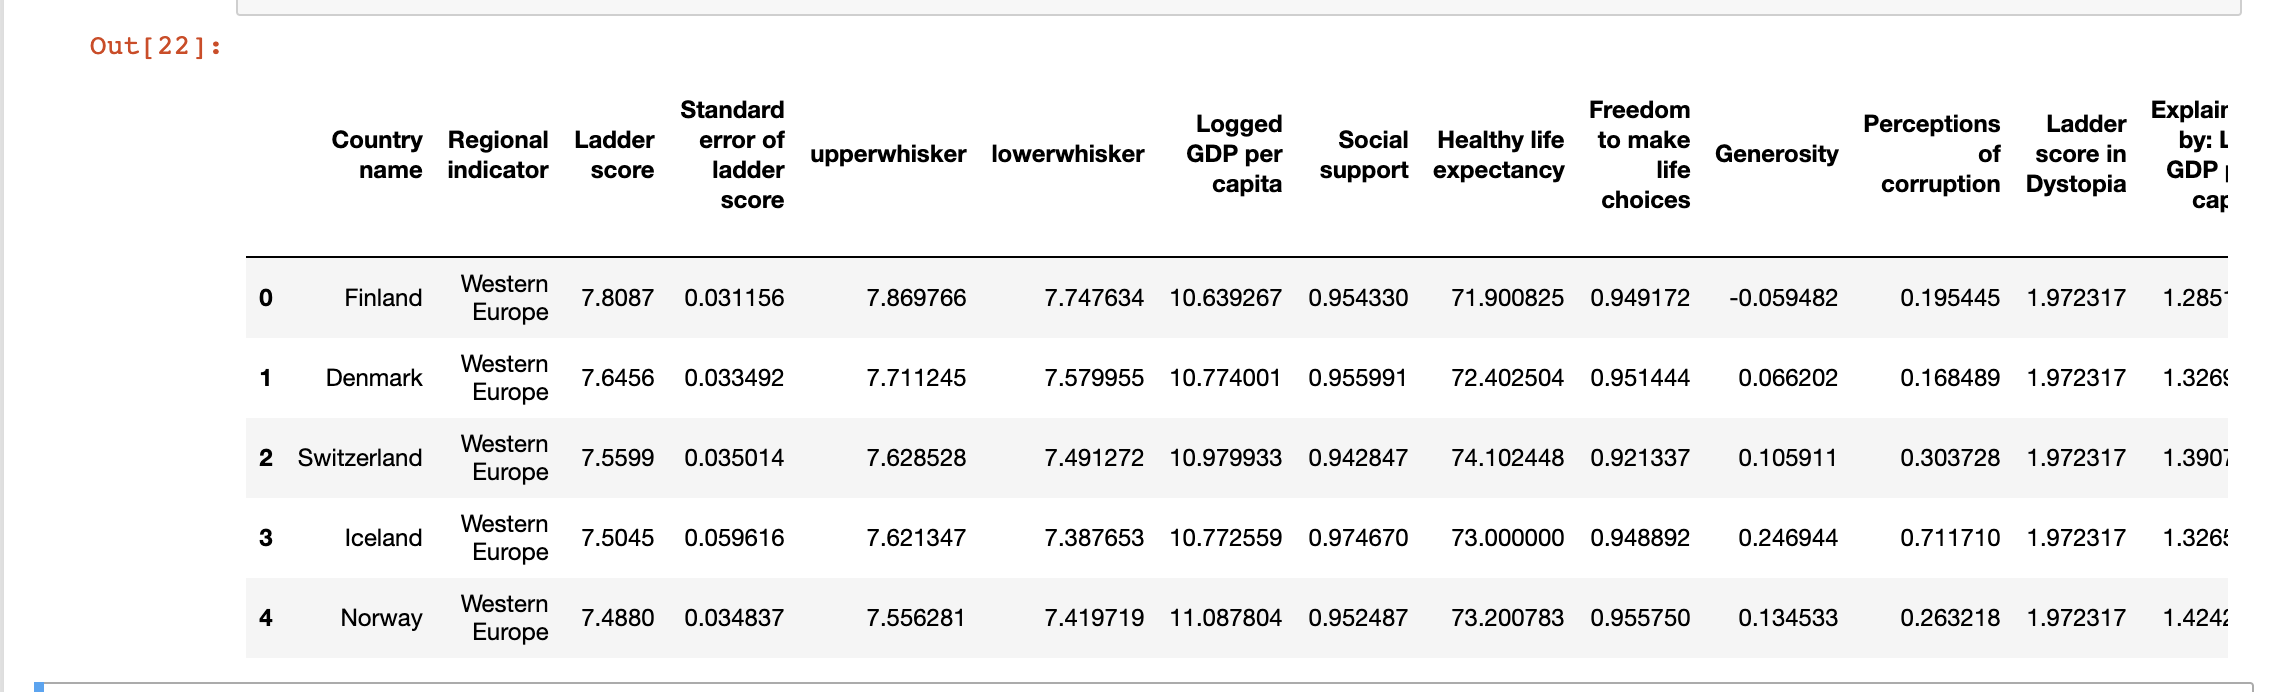 Out[22]:
Country name Regional indicator Ladder score Standard error of ladder score upperwhisker lowerwhisker Logged GDP per capita Social support Healthy life expectancy Freedom to make life choices Generosity Perceptions of corruption Ladder score in Dystopia Explain by: L GDP p cap
0 Finland Western Europe 7.8087 0.031156 7.869766 7.747634 10.639267 0.954330 71.900825 0.949172 -0.059482 0.195445 1.972317 1.285
1 Denmark Western Europe 7.6456 0.033492 7.711245 7.579955 10.774001 0.955991 72.402504 0.951444 0.066202 0.168489 1.972317 1.326
2 Switzerland Western Europe 7.5599 0.035014 7.628528 7.491272 10.979933 0.942847 74.102448 0.921337 0.105911 0.303728 1.972317 1.390
3 Iceland Western Europe 7.5045 0.059616 7.621347 7.387653 10.772559 0.974670 73.000000 0.948892 0.246944 0.711710 1.972317 1.326
4 Norway Western Europe 7.4880 0.034837 7.556281 7.419719 11.087804 0.952487 73.200783 0.955750 0.134533 0.263218 1.972317 1.424